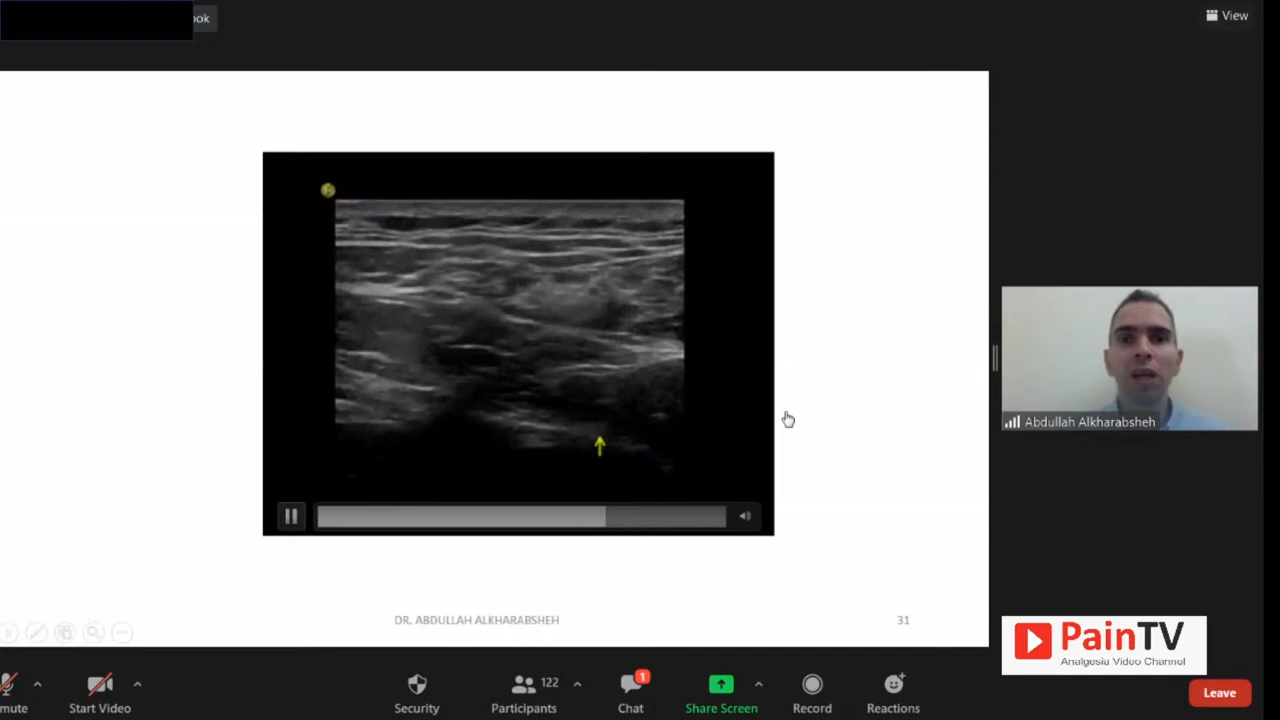 ook
View
Abdullah Alkharabsheh
DR. ABDULLAH ALKHARABSHEH
31
PainTV
Analgesia Video Channel
mute
Start Video
Security
122
Participants
1
Chat
Share Screen
Record
Reactions
Leave